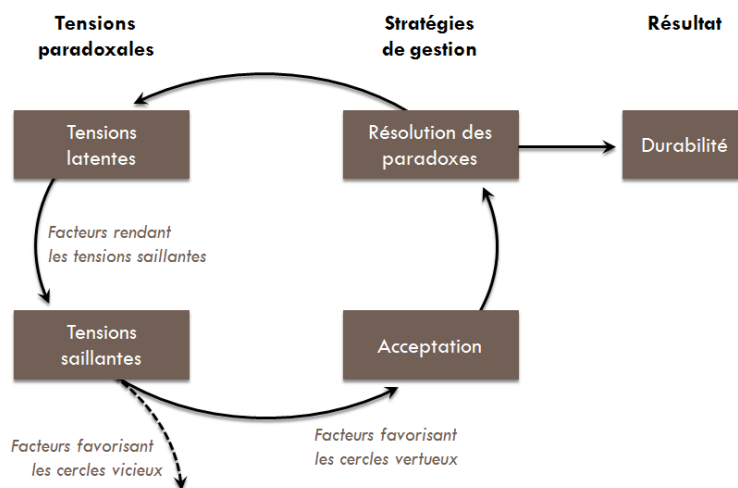 Tensions
paradoxales
Stratégies
de gestion
Résultat
Tensions
latentes
Résolution des
paradoxes
Durabilité
Facteurs rendant
les tensions saillantes
Tensions
saillantes
Acceptation
Facteurs favorisant
les cercles vicieux
Facteurs favorisant
les cercles vertueux